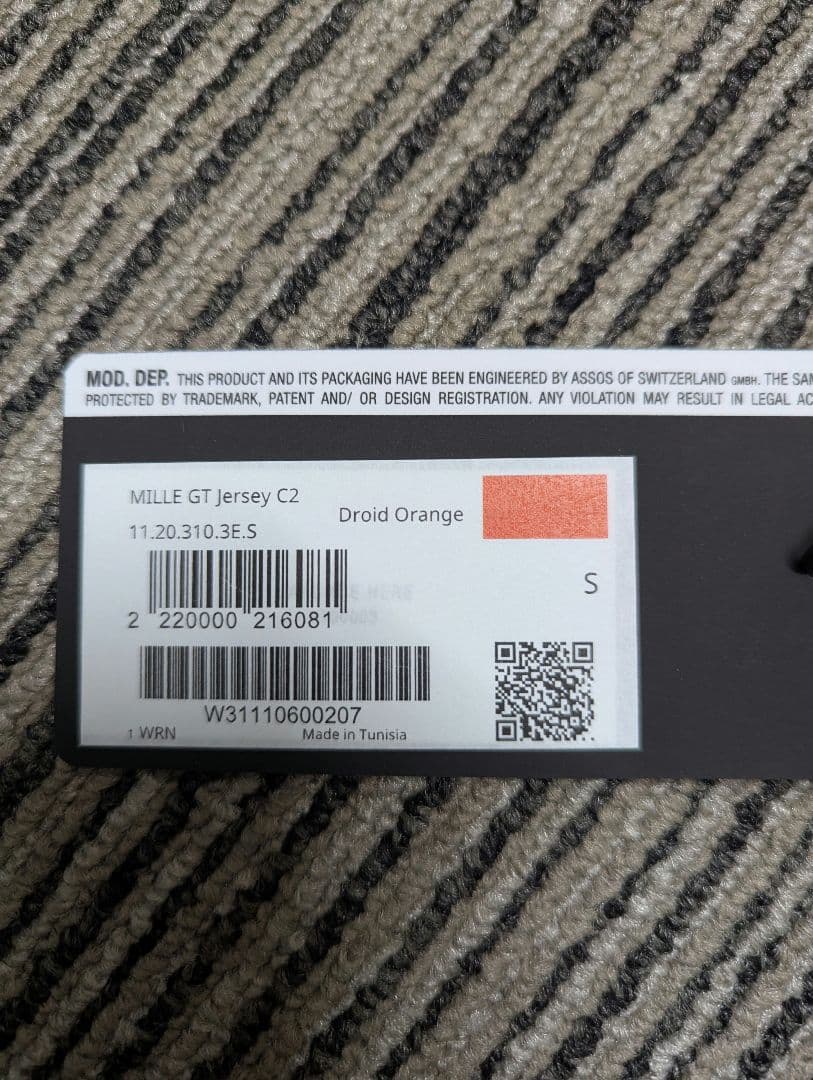 MOD. DEP. THIS PRODUCT AND ITS PACKAGING HAVE BEEN ENGINEERED BY ASSOS OF SWITZERLAND GMBH. THE
PROTECTED BY TRADEMARK, PATENT AND/ OR DESIGN REGISTRATION. ANY VIOLATION MAY RESULT IN LEGAL
MILLE GT Jersey C2
Droid Orange
11.20.310.3E.S
S
2 220000 216081
W31110600207
1 WRN
Made in Tunisia